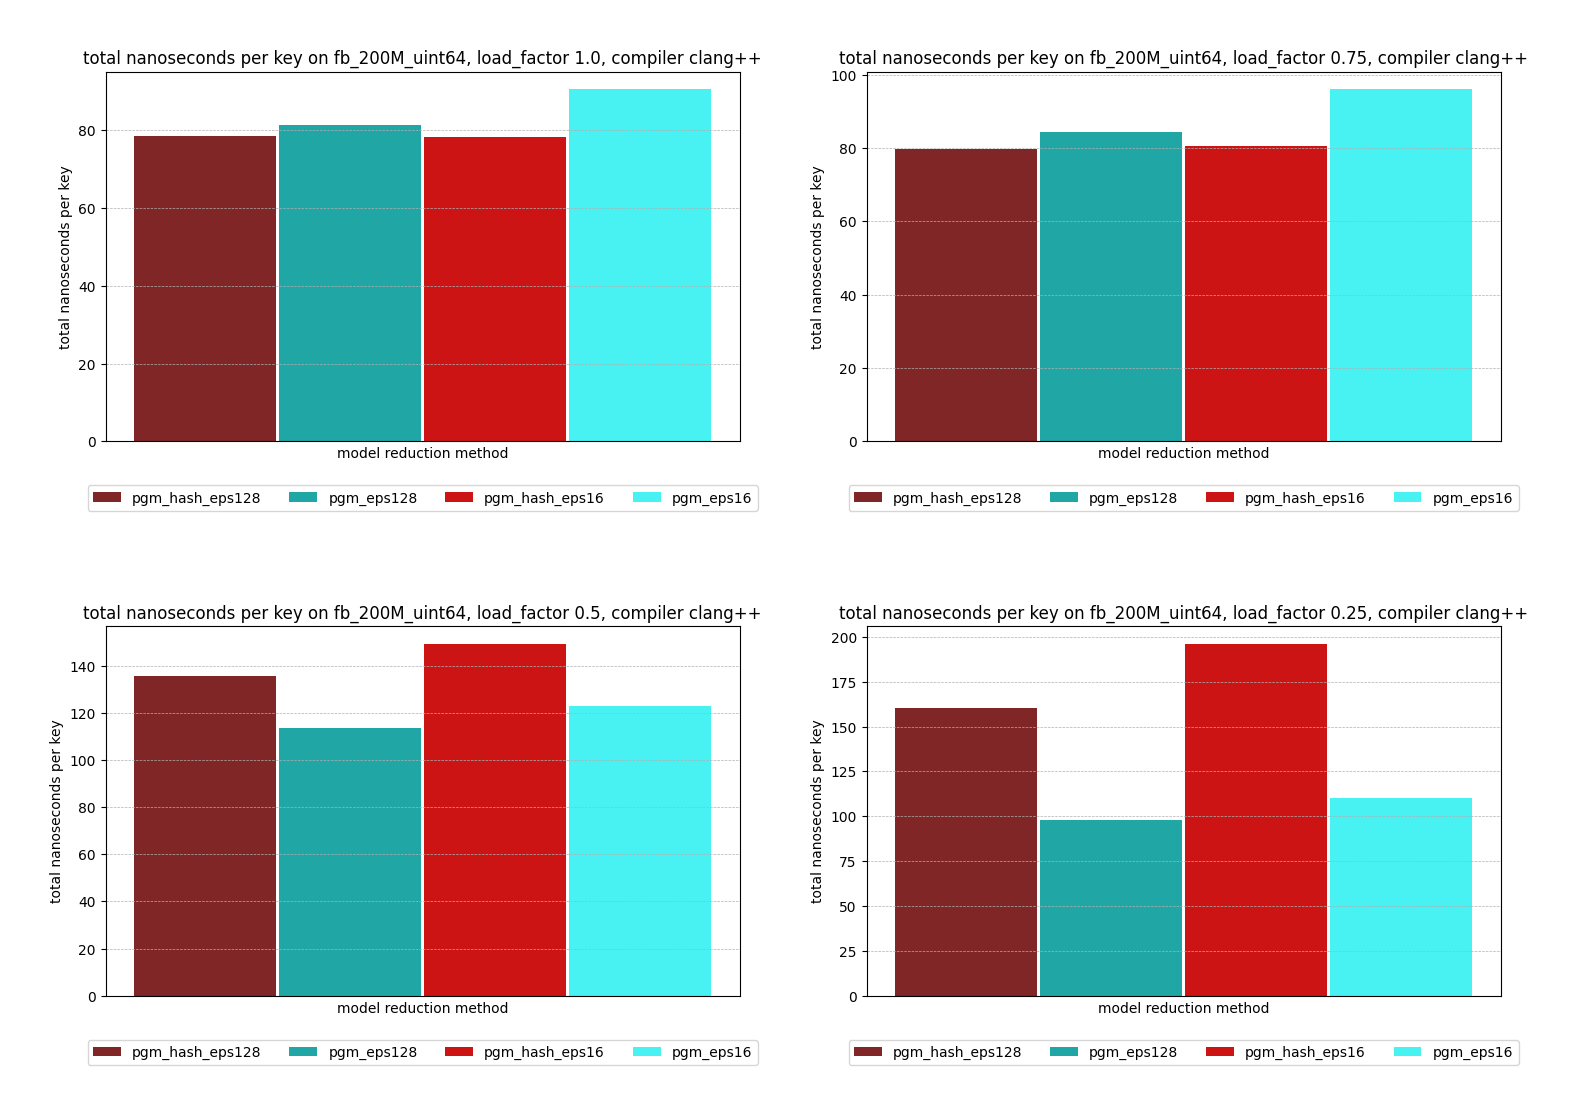 total nanoseconds per key on fb_200M_uint64, load_factor 1.0, compiler clang++
total nanoseconds per key
80
60
40
20
0
model reduction method
pgm_hash_eps128 pgm_eps128 pgm_hash_eps16 pgm_eps16
total nanoseconds per key on fb_200M_uint64, load_factor 0.75, compiler clang++
total nanoseconds per key
100
80
60
40
20
0
model reduction method
pgm_hash_eps128 pgm_eps128 pgm_hash_eps16 pgm_eps16
total nanoseconds per key on fb_200M_uint64, load_factor 0.5, compiler clang++
total nanoseconds per key
140
120
100
80
60
40
20
0
model reduction method
pgm_hash_eps128 pgm_eps128 pgm_hash_eps16 pgm_eps16
total nanoseconds per key on fb_200M_uint64, load_factor 0.25, compiler clang++
total nanoseconds per key
200
175
150
125
100
75
50
25
0
model reduction method
pgm_hash_eps128 pgm_eps128 pgm_hash_eps16 pgm_eps16